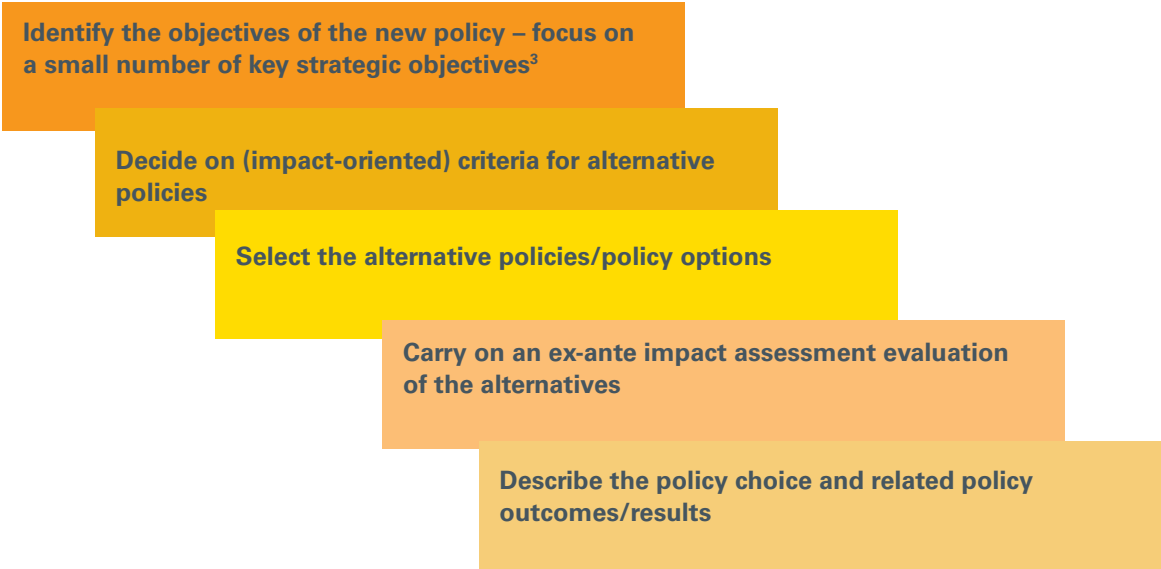 Identify the objectives of the new policy – focus on
a small number of key strategic objectives³
Decide on (impact-oriented) criteria for alternative
policies
Select the alternative policies/policy options
Carry on an ex-ante impact assessment evaluation
of the alternatives
Describe the policy choice and related policy
outcomes/results